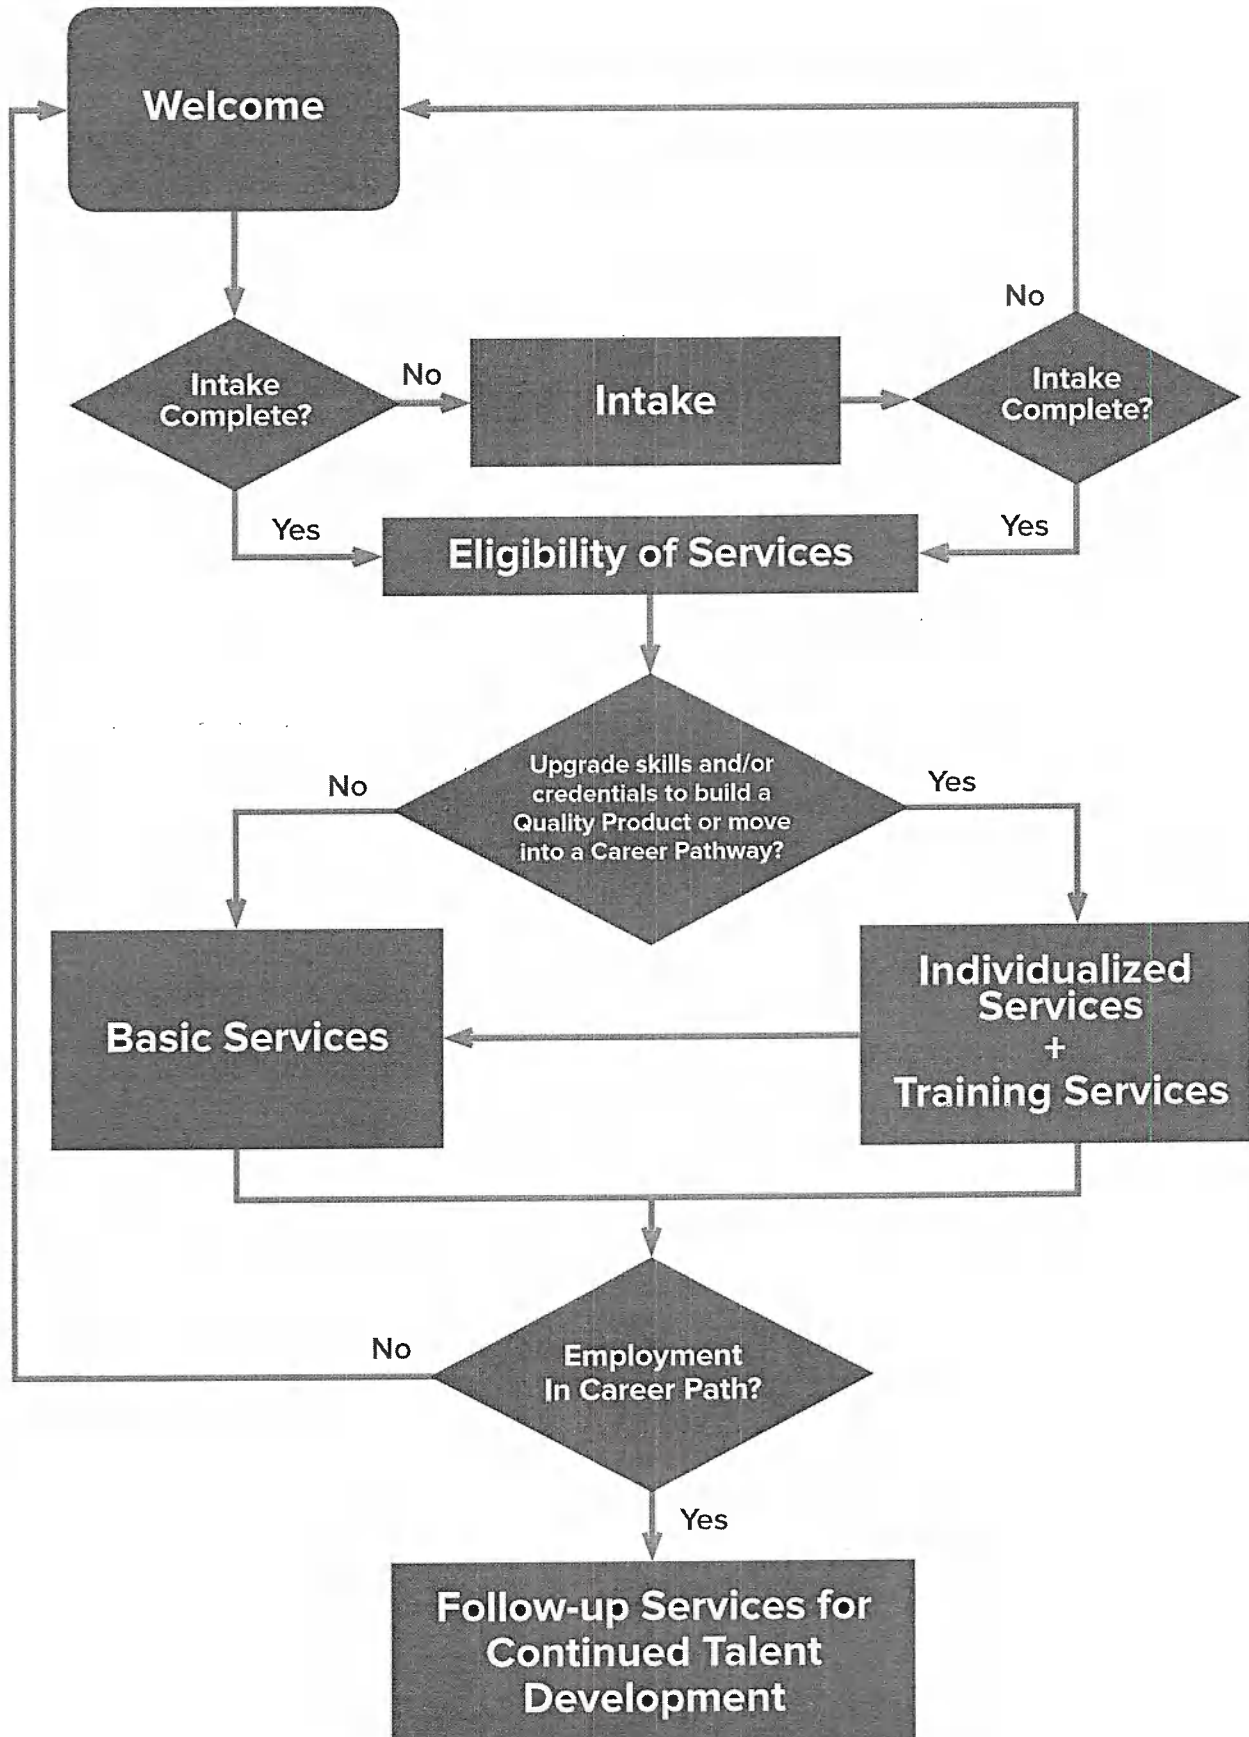 Welcome
No
Intake
Complete?
No
Intake
Intake
Complete?
Yes
Eligibility of Services
Yes
Upgrade skills and/or
credentials to build a
Quality Product or move
into a Career Pathway?
No
Yes
Basic Services
Individualized
Services
+
Training Services
No
Employment
In Career Path?
Yes
Follow-up Services for
Continued Talent
Development